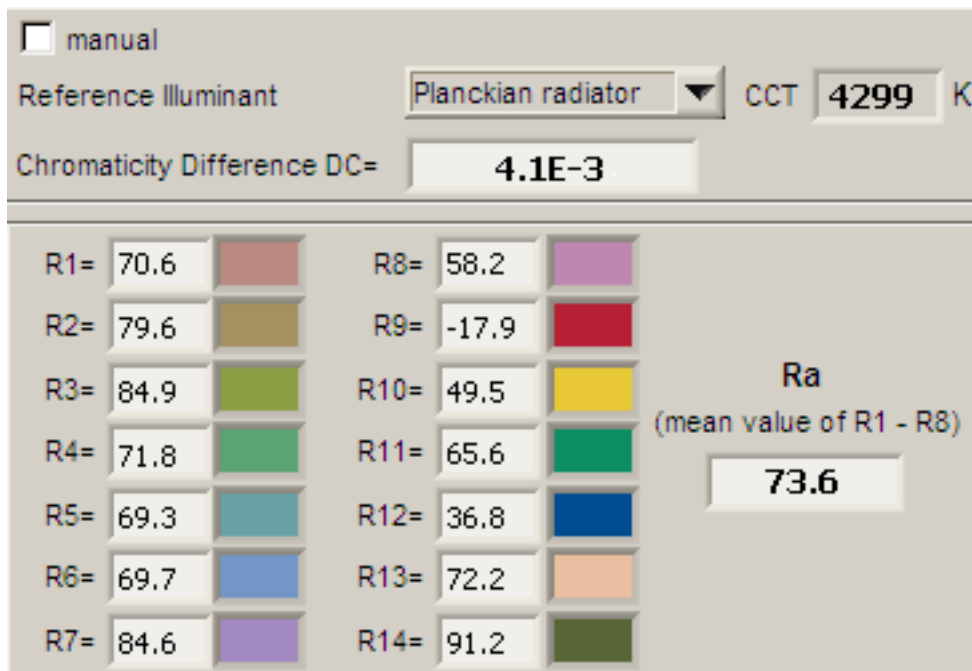 manual
Reference Illuminant Planckian radiator CCT 4299 K
Chromaticity Difference DC= 4.1E-3
R1= 70.6 R8= 58.2
R2= 79.6 R9= -17.9
R3= 84.9 R10= 49.5
Ra
(mean value of R1 - R8)
R4= 71.8 R11= 65.6
73.6
R5= 69.3 R12= 36.8
R6= 69.7 R13= 72.2
R7= 84.6 R14= 91.2